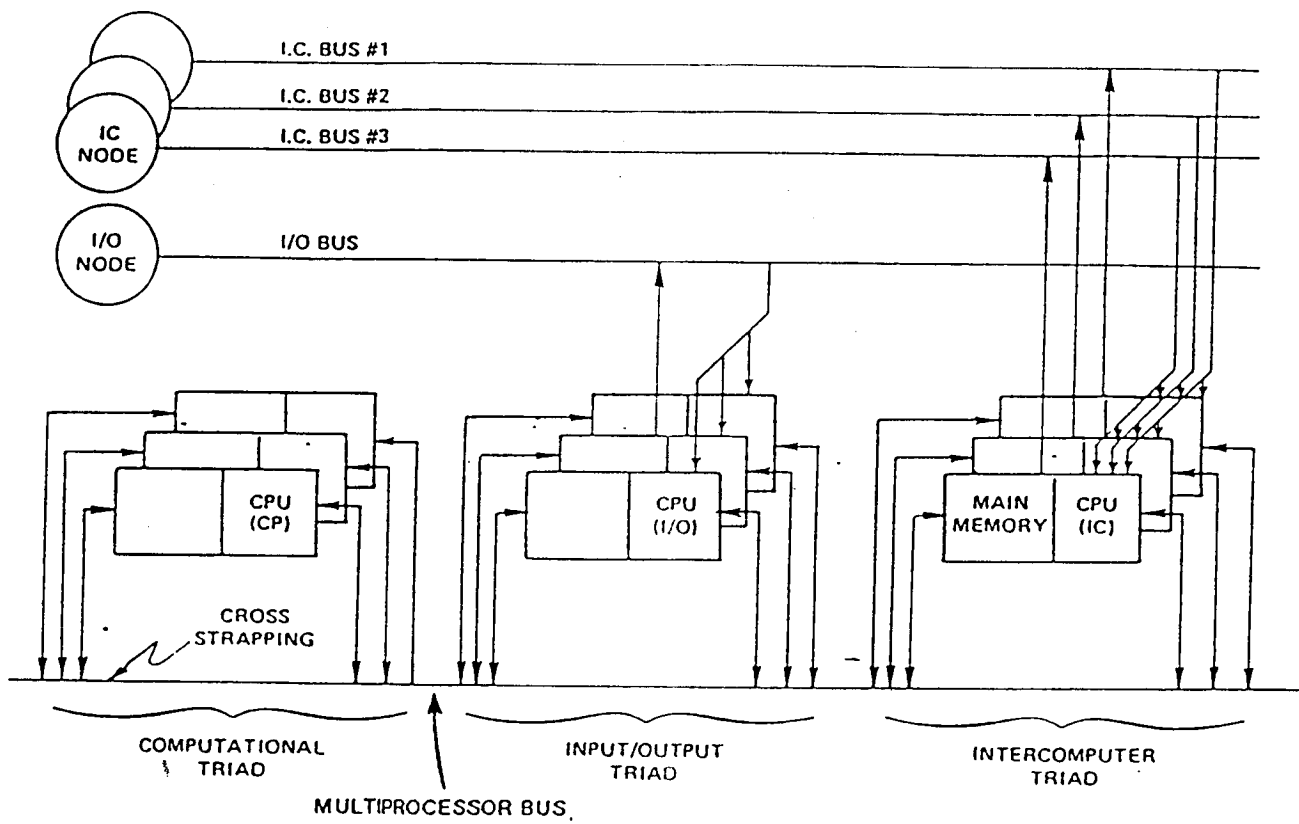 I.C. BUS #1
I.C. BUS #2
IC
NODE
I.C. BUS #3
I/O
NODE
I/O BUS
CPU
(CP)
CPU
(I/O)
MAIN
MEMORY
CPU
(IC)
CROSS
STRAPPING
COMPUTATIONAL
TRIAD
INPUT/OUTPUT
TRIAD
INTERCOMPUTER
TRIAD
MULTIPROCESSOR BUS